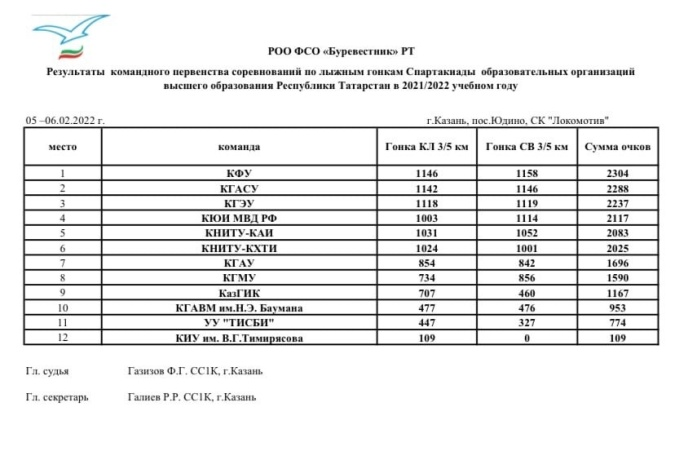 РОО ФСО «Буревестник» РТ
Результаты командного первенства соревнований по лыжным гонкам Спартакиады образовательных организаций
высшего образования Республики Татарстан в 2021/2022 учебном году
05 –06.02.2022 г. г.Казань, пос.Юдино, СК "Локомотив"
место команда Гонка КЛ 3/5 км Гонка СВ 3/5 км Сумма очков
1 КФУ 1146 1158 2304
2 КГАСУ 1142 1146 2288
3 КГЭУ 1118 1119 2237
4 КЮИ МВД РФ 1003 1114 2117
5 КНИТУ-КАИ 1031 1052 2083
6 КНИТУ-КХТИ 1024 1001 2025
7 КГАУ 854 842 1696
8 КГМУ 734 856 1590
9 КазГИК 707 460 1167
10 КГАВМ им.Н.Э. Баумана 477 476 953
11 УУ "ТИСБИ" 447 327 774
12 КИУ им. В.Г.Тимирясова 109 0 109
Гл. судья Газизов Ф.Г. СС1К, г.Казань
Гл. секретарь Галиев Р.Р. СС1К, г.Казань